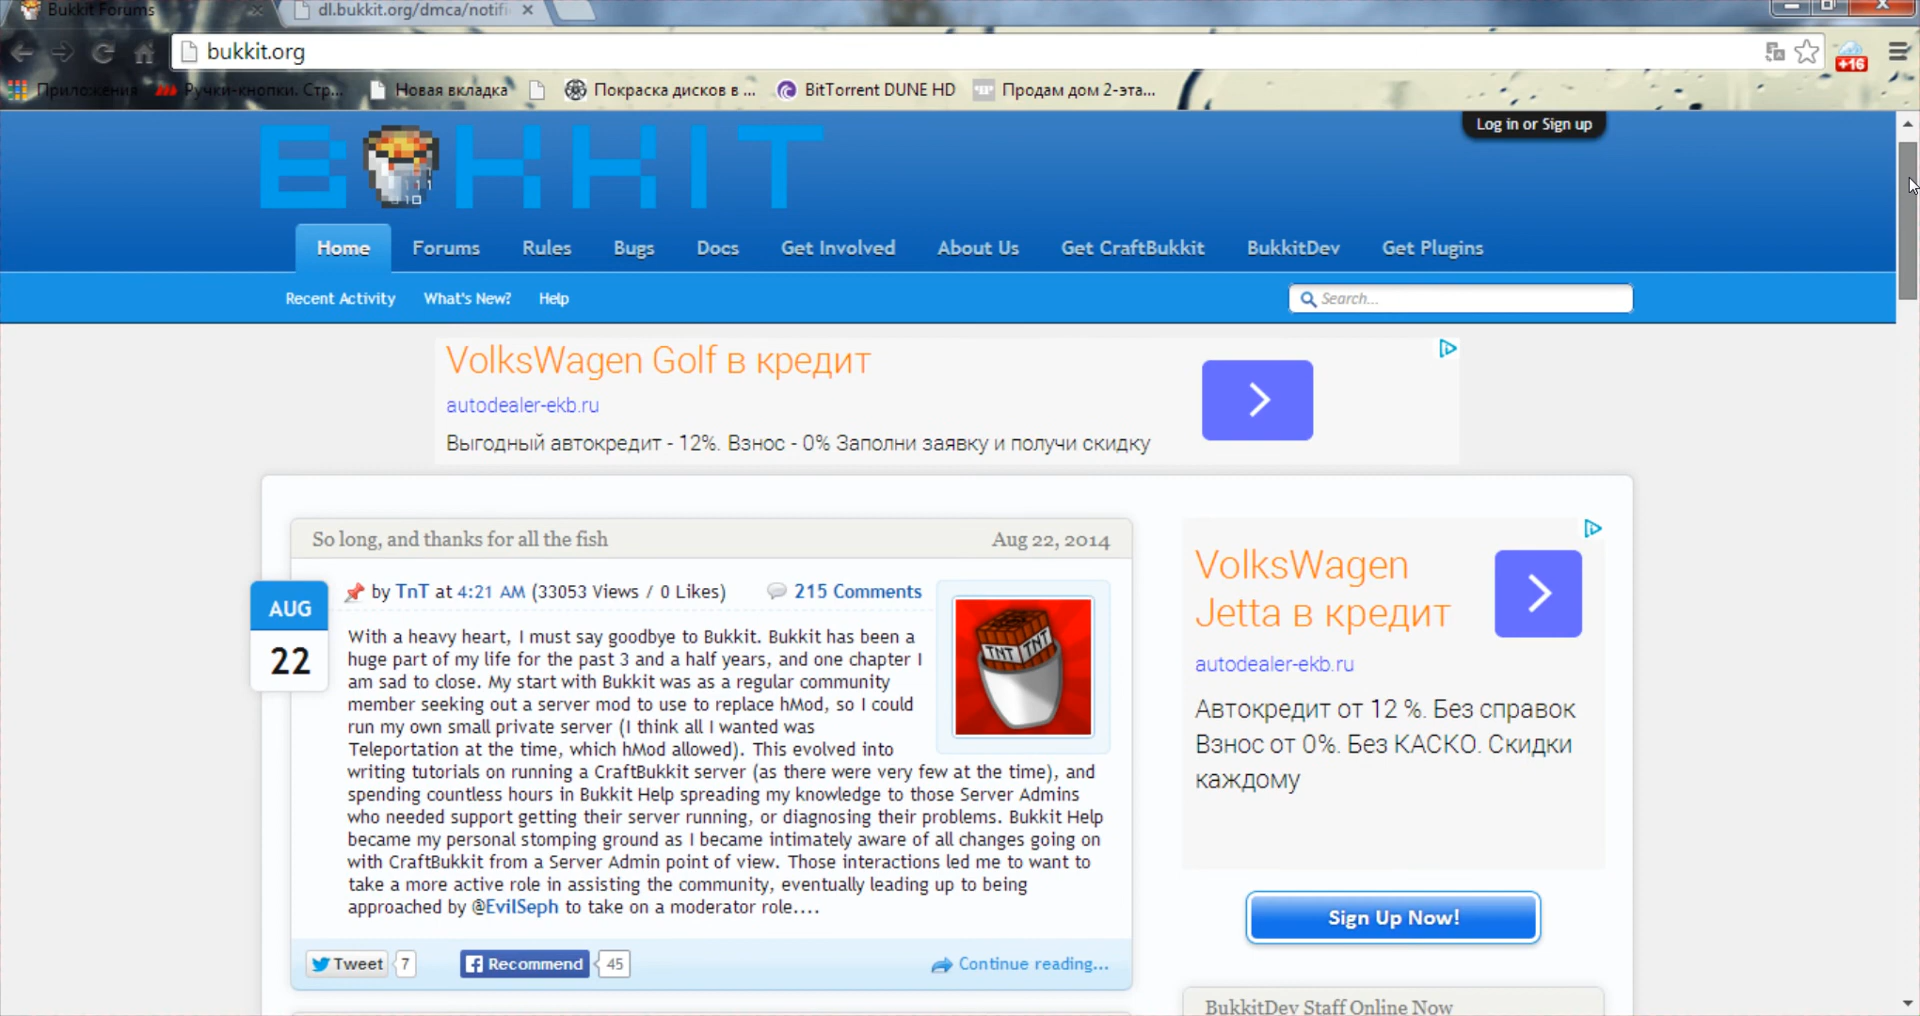 Bukkit Forums
dl.bukkit.org/dmca/notifi
bukkit.org
+16
Приложения
Ручки-кнопки. Стр...
Новая вкладка
Покраска дисков в ...
BitTorrent DUNE HD
Продам дом 2-эта...
BUKKIT
Log in or Sign up
Home
Forums
Rules
Bugs
Docs
Get Involved
About Us
Get CraftBukkit
BukkitDev
Get Plugins
Recent Activity
What's New?
Help
Search...
VolksWagen Golf в кредит
autodealer-ekb.ru
Выгодный автокредит - 12%. Взнос - 0% Заполни заявку и получи скидку
So long, and thanks for all the fish
Aug 22, 2014
AUG
22
by TnT at 4:21 AM (33053 Views / 0 Likes)
215 Comments
With a heavy heart, I must say goodbye to Bukkit. Bukkit has been a
huge part of my life for the past 3 and a half years, and one chapter I
am sad to close. My start with Bukkit was as a regular community
member seeking out a server mod to use to replace hMod, so I could
run my own small private server (I think all I wanted was
Teleportation at the time, which hMod allowed). This evolved into
writing tutorials on running a CraftBukkit server (as there were very few at the time), and
spending countless hours in Bukkit Help spreading my knowledge to those Server Admins
who needed support getting their server running, or diagnosing their problems. Bukkit Help
became my personal stomping ground as I became intimately aware of all changes going on
with CraftBukkit from a Server Admin point of view. Those interactions led me to want to
take a more active role in assisting the community, eventually leading up to being
approached by @EvilSeph to take on a moderator role....
TNT TNT
Tweet
7
Recommend
45
Continue reading...
VolksWagen
Jetta в кредит
autodealer-ekb.ru
Автокредит от 12 %. Без справок
Взнос от 0%. Без КАСКО. Скидки
каждому
Sign Up Now!
BukkitDev Staff Online Now